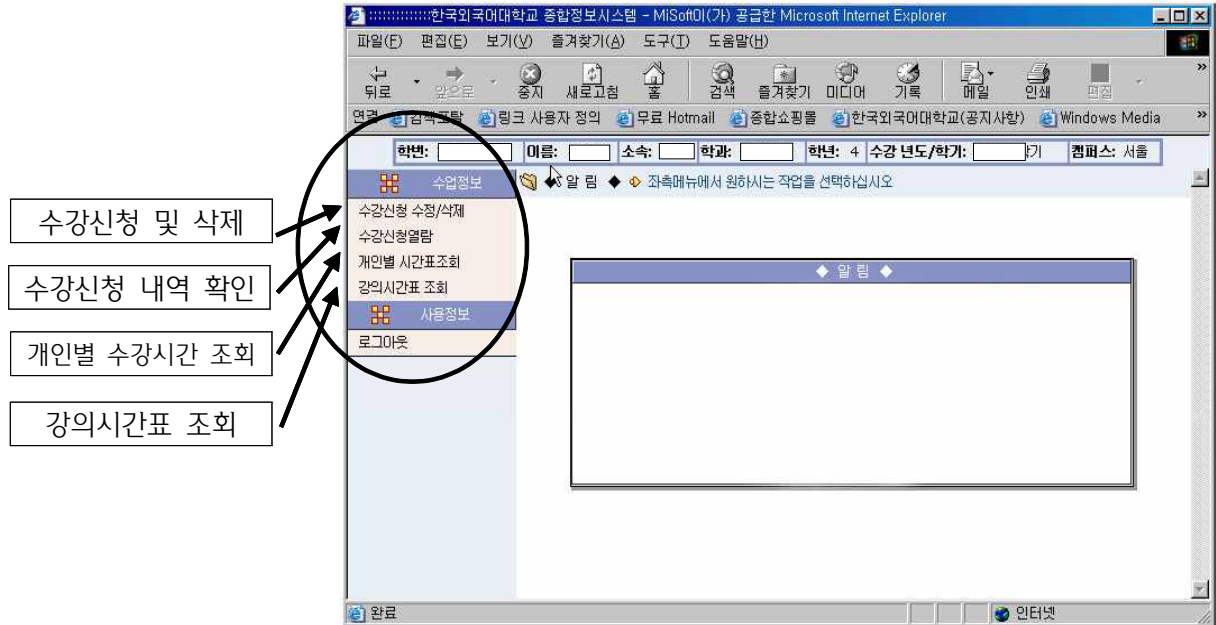 ::::::::::::::한국외국어대학교 종합정보시스템 - MiSoft이(가) 공급한 Microsoft Internet Explorer
파일(F) 편집(E) 보기(V) 즐겨찾기(A) 도구(T) 도움말(H)
뒤로 앞으로 중지 새로고침 홈 검색 즐겨찾기 미디어 기록 메일 인쇄 편집
연결 검색포탈 링크 사용자 정의 무료 Hotmail 종합쇼핑몰 한국외국어대학교(공지사항) Windows Media
학번: 이름: 소속: 학과: 학년: 4 수강 년도/학기: 학기 캠퍼스: 서울
수업정보
◆ 알 림 ◆ 좌측메뉴에서 원하시는 작업을 선택하십시오
수강신청 수정/삭제
수강신청열람
개인별 시간표조회
강의시간표 조회
사용정보
로그아웃
◆ 알 림 ◆
수강신청 및 삭제
수강신청 내역 확인
개인별 수강시간 조회
강의시간표 조회
완료 인터넷